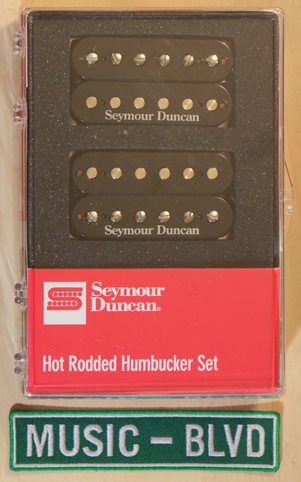 Seymour Duncan
Seymour Duncan
Seymour
Duncan®
Hot Rodded Humbucker Set
MUSIC – BLVD